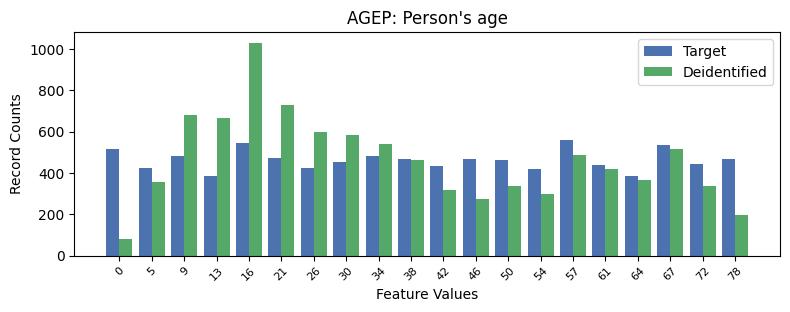 AGEP: Person's age
Record Counts
1000
800
600
400
200
0
Target
Deidentified
0 5 9 13 16 21 26 30 34 38 42 46 50 54 57 61 64 67 72 78
Feature Values